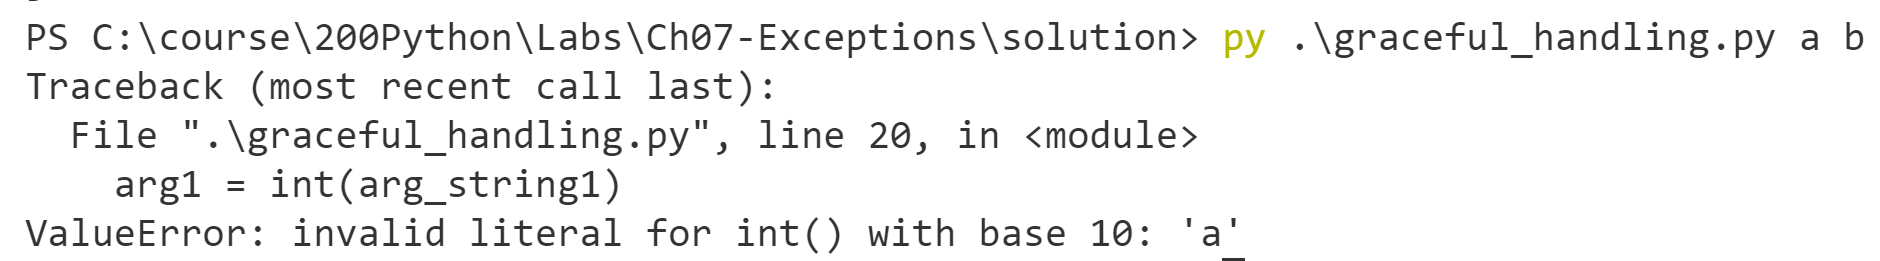 PS C:\course\200Python\Labs\Ch07-Exceptions\solution> py .\graceful_handling.py a b
Traceback (most recent call last):
  File ".\graceful_handling.py", line 20, in <module>
    arg1 = int(arg_string1)
ValueError: invalid literal for int() with base 10: 'a'